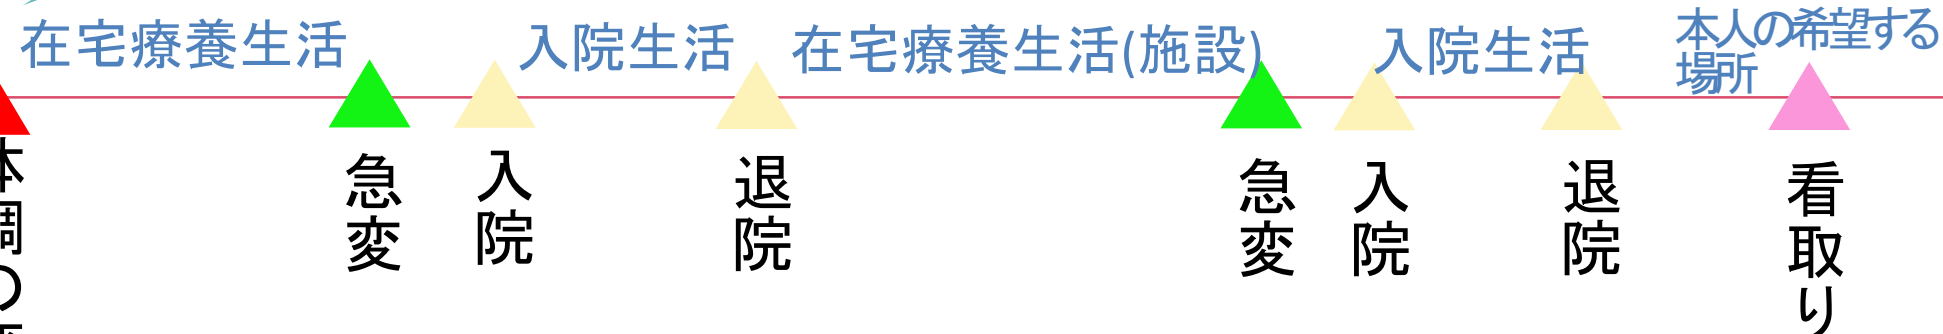 在宅療養生活
入院生活
在宅療養生活(施設)
入院生活
本人の希望する
場所
急変
入院
退院
急変
入院
退院
看取り